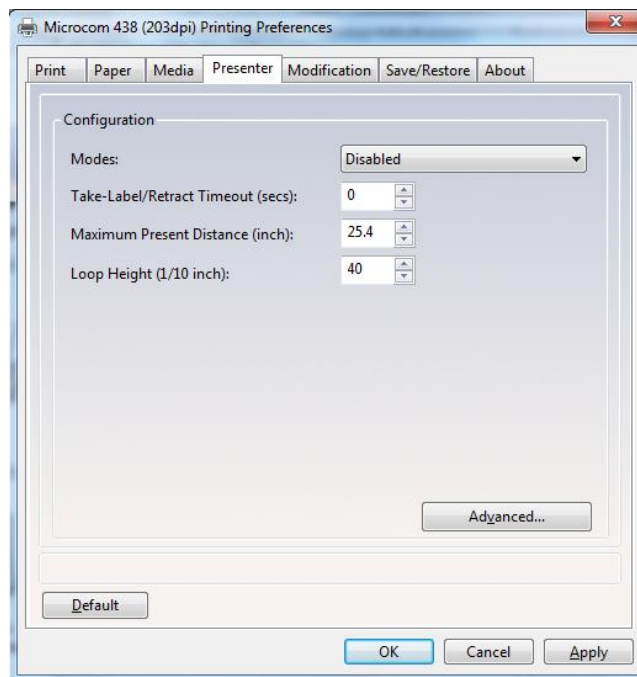 Microcom 438 (203dpi) Printing Preferences
Print Paper Media Presenter Modification Save/Restore About
Configuration
Modes: Disabled
Take-Label/Retract Timeout (secs): 0
Maximum Present Distance (inch): 25.4
Loop Height (1/10 inch): 40
Advanced...
Default
OK Cancel Apply